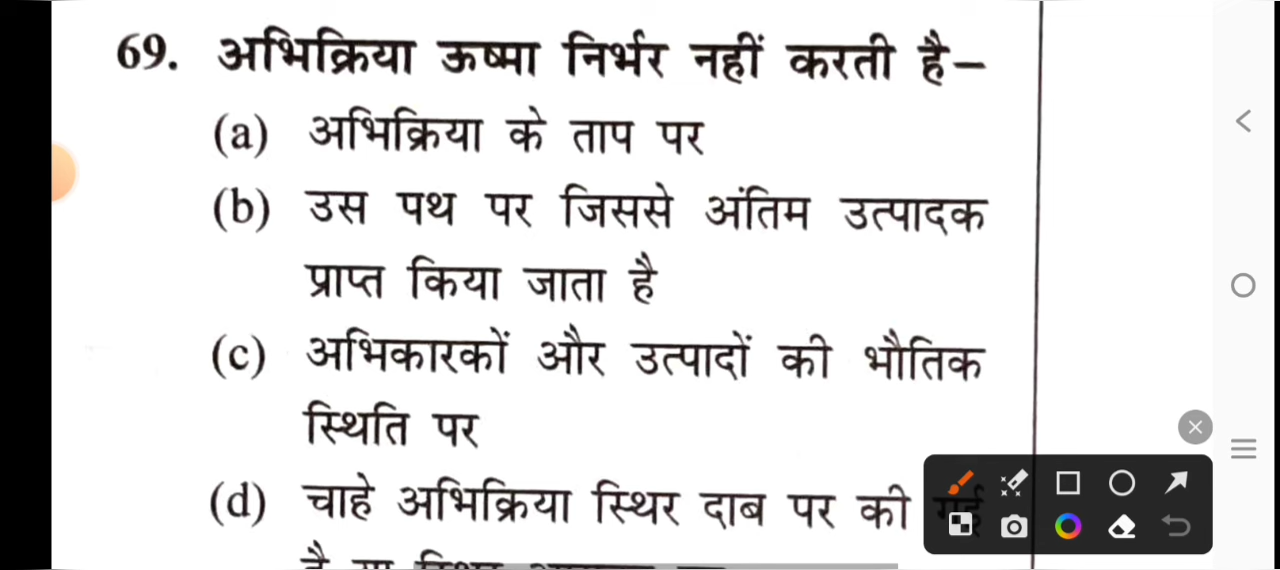 69. अभिक्रिया ऊष्मा निर्भर नहीं करती है–
(a) अभिक्रिया के ताप पर
(b) उस पथ पर जिससे अंतिम उत्पादक
प्राप्त किया जाता है
(c) अभिकारकों और उत्पादों की भौतिक
स्थिति पर
(d) चाहे अभिक्रिया स्थिर दाब पर की गई
है या स्थिर